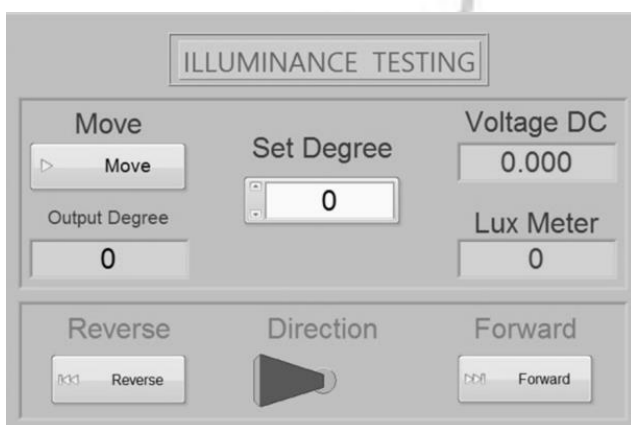 ILLUMINANCE TESTING
Move
Move
Output Degree
0
Set Degree
0
Voltage DC
0.000
Lux Meter
0
Reverse
Reverse
Direction
Forward
Forward